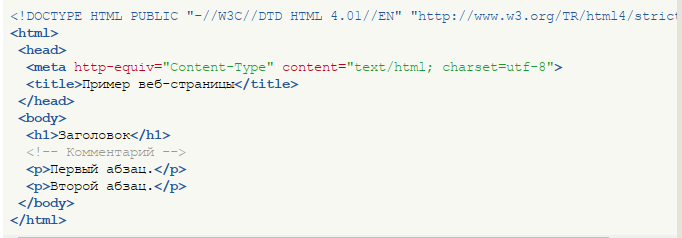 <!DOCTYPE HTML PUBLIC "-//W3C//DTD HTML 4.01//EN" "http://www.w3.org/TR/html4/strict
<html>
<head>
<meta http-equiv="Content-Type" content="text/html; charset=utf-8">
<title>Пример веб-страницы</title>
</head>
<body>
<h1>Заголовок</h1>
<!-- Комментарий -->
<p>Первый абзац.</p>
<p>Второй абзац.</p>
</body>
</html>